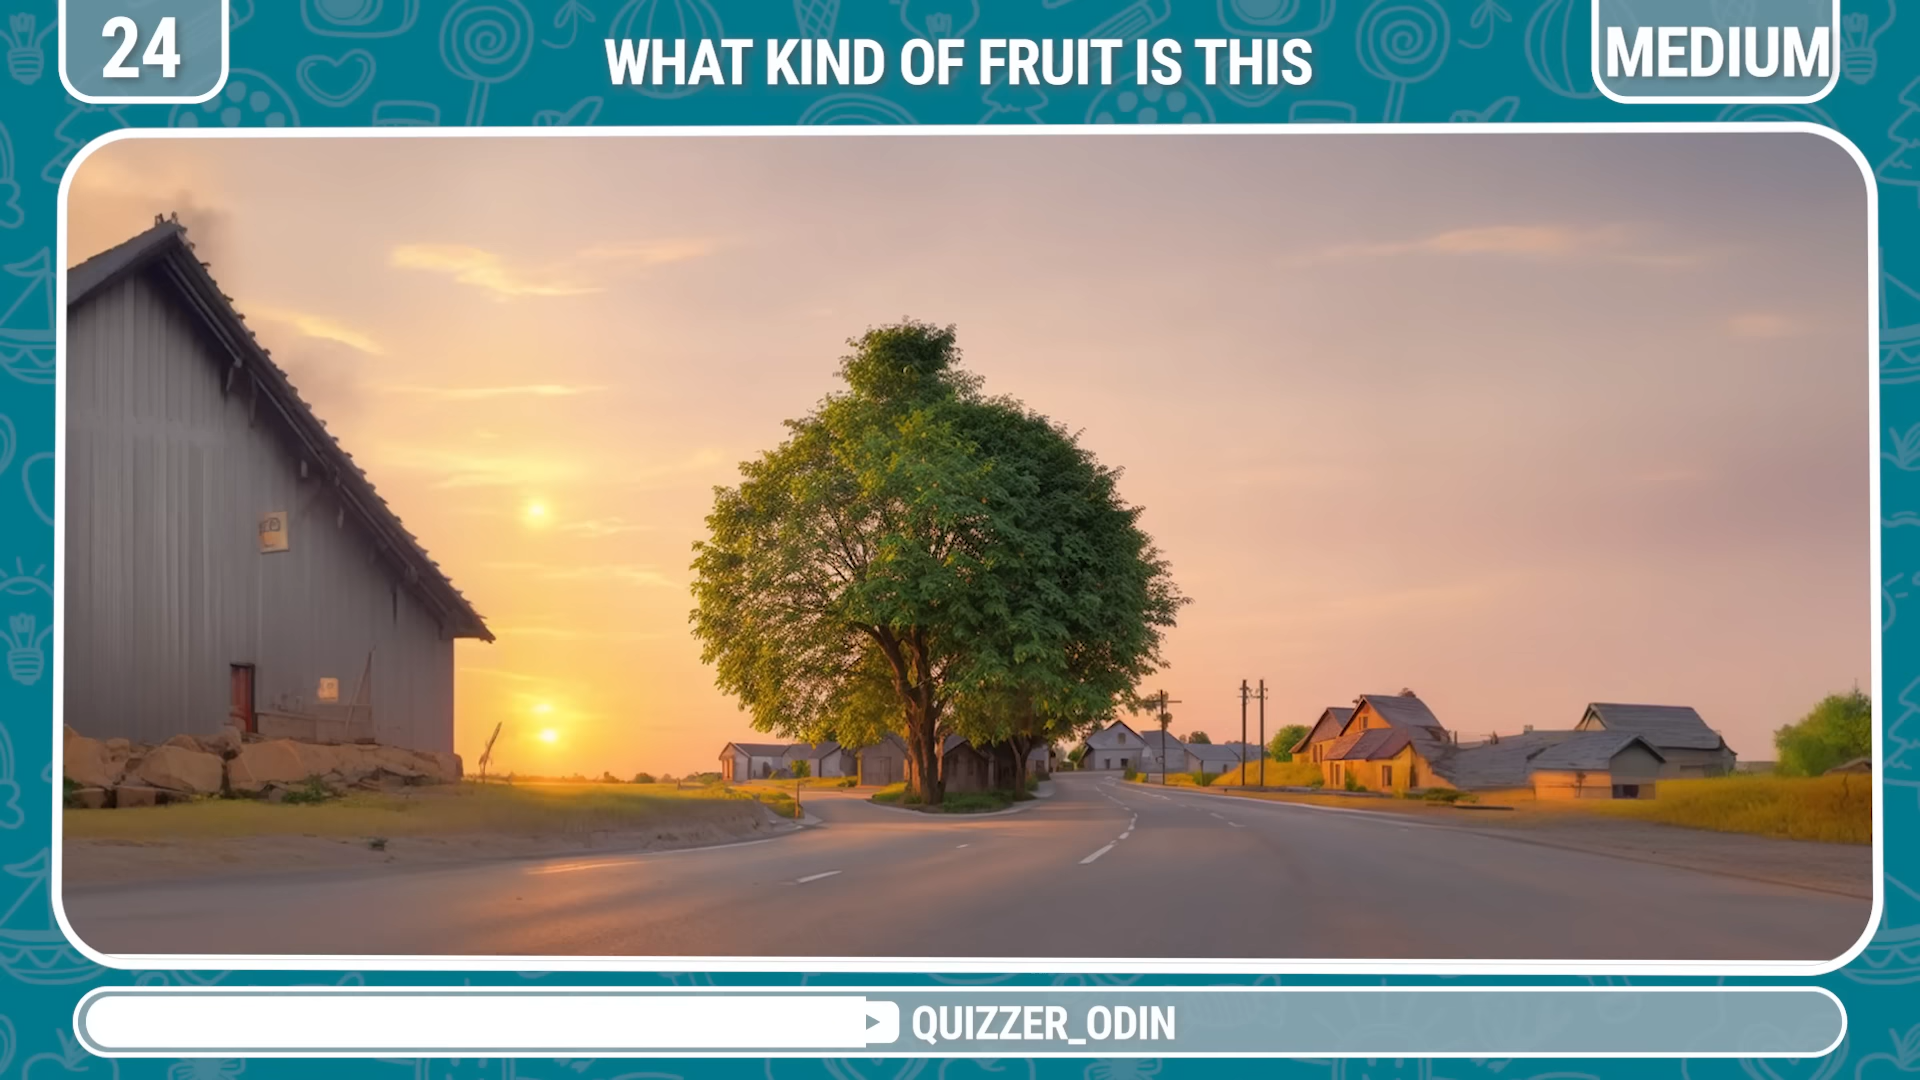 24
WHAT KIND OF FRUIT IS THIS
MEDIUM
QUIZZER_ODIN